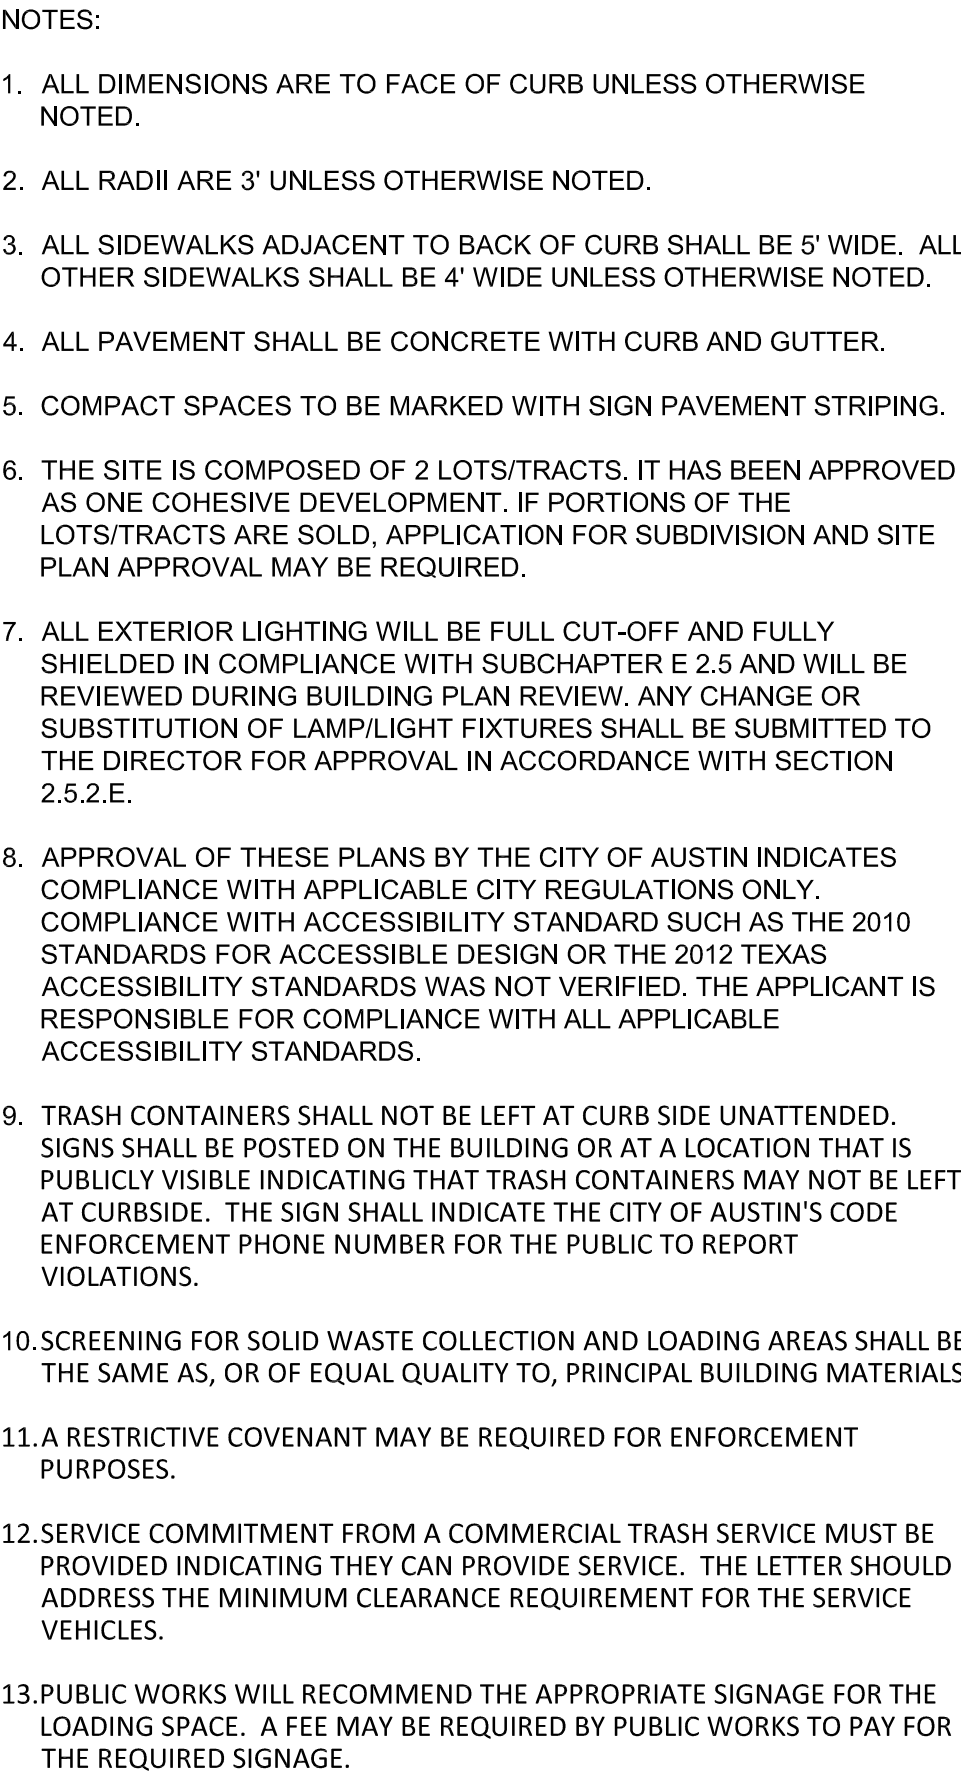 NOTES:
1. ALL DIMENSIONS ARE TO FACE OF CURB UNLESS OTHERWISE
NOTED.
2. ALL RADII ARE 3' UNLESS OTHERWISE NOTED.
3. ALL SIDEWALKS ADJACENT TO BACK OF CURB SHALL BE 5' WIDE. ALL
OTHER SIDEWALKS SHALL BE 4' WIDE UNLESS OTHERWISE NOTED.
4. ALL PAVEMENT SHALL BE CONCRETE WITH CURB AND GUTTER.
5. COMPACT SPACES TO BE MARKED WITH SIGN PAVEMENT STRIPING.
6. THE SITE IS COMPOSED OF 2 LOTS/TRACTS. IT HAS BEEN APPROVED
AS ONE COHESIVE DEVELOPMENT. IF PORTIONS OF THE
LOTS/TRACTS ARE SOLD, APPLICATION FOR SUBDIVISION AND SITE
PLAN APPROVAL MAY BE REQUIRED.
7. ALL EXTERIOR LIGHTING WILL BE FULL CUT-OFF AND FULLY
SHIELDED IN COMPLIANCE WITH SUBCHAPTER E 2.5 AND WILL BE
REVIEWED DURING BUILDING PLAN REVIEW. ANY CHANGE OR
SUBSTITUTION OF LAMP/LIGHT FIXTURES SHALL BE SUBMITTED TO
THE DIRECTOR FOR APPROVAL IN ACCORDANCE WITH SECTION
2.5.2.E.
8. APPROVAL OF THESE PLANS BY THE CITY OF AUSTIN INDICATES
COMPLIANCE WITH APPLICABLE CITY REGULATIONS ONLY.
COMPLIANCE WITH ACCESSIBILITY STANDARD SUCH AS THE 2010
STANDARDS FOR ACCESSIBLE DESIGN OR THE 2012 TEXAS
ACCESSIBILITY STANDARDS WAS NOT VERIFIED. THE APPLICANT IS
RESPONSIBLE FOR COMPLIANCE WITH ALL APPLICABLE
ACCESSIBILITY STANDARDS.
9. TRASH CONTAINERS SHALL NOT BE LEFT AT CURB SIDE UNATTENDED.
SIGNS SHALL BE POSTED ON THE BUILDING OR AT A LOCATION THAT IS
PUBLICLY VISIBLE INDICATING THAT TRASH CONTAINERS MAY NOT BE LEFT
AT CURBSIDE. THE SIGN SHALL INDICATE THE CITY OF AUSTIN'S CODE
ENFORCEMENT PHONE NUMBER FOR THE PUBLIC TO REPORT
VIOLATIONS.
10.SCREENING FOR SOLID WASTE COLLECTION AND LOADING AREAS SHALL BE
THE SAME AS, OR OF EQUAL QUALITY TO, PRINCIPAL BUILDING MATERIALS
11.A RESTRICTIVE COVENANT MAY BE REQUIRED FOR ENFORCEMENT
PURPOSES.
12.SERVICE COMMITMENT FROM A COMMERCIAL TRASH SERVICE MUST BE
PROVIDED INDICATING THEY CAN PROVIDE SERVICE. THE LETTER SHOULD
ADDRESS THE MINIMUM CLEARANCE REQUIREMENT FOR THE SERVICE
VEHICLES.
13.PUBLIC WORKS WILL RECOMMEND THE APPROPRIATE SIGNAGE FOR THE
LOADING SPACE. A FEE MAY BE REQUIRED BY PUBLIC WORKS TO PAY FOR
THE REQUIRED SIGNAGE.